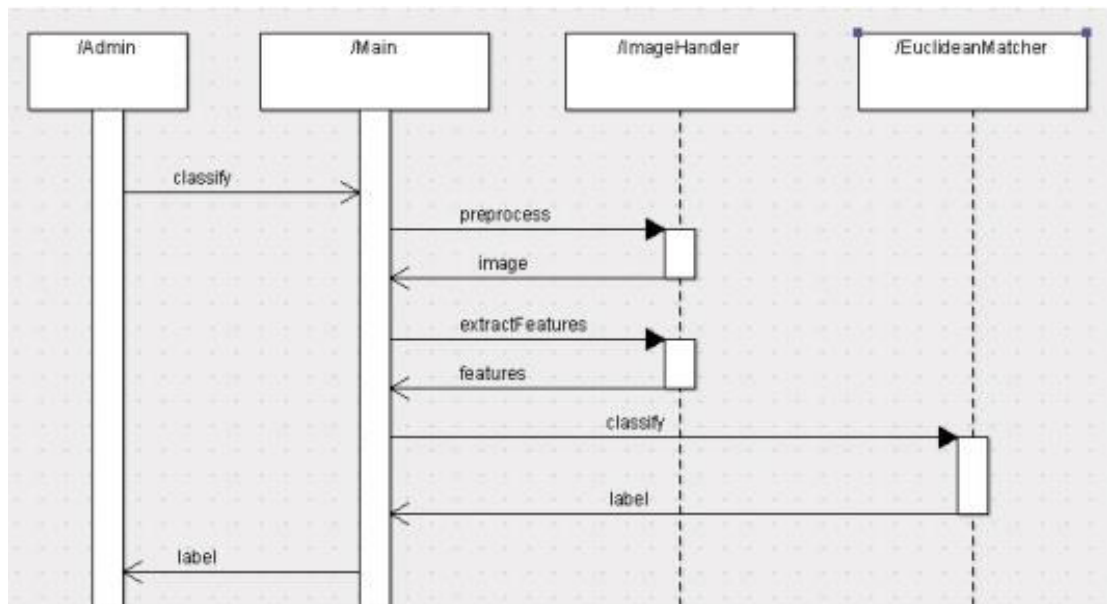 /Admin
/Main
/ImageHandler
/EuclideanMatcher
classify
preprocess
image
extractFeatures
features
classify
label
label